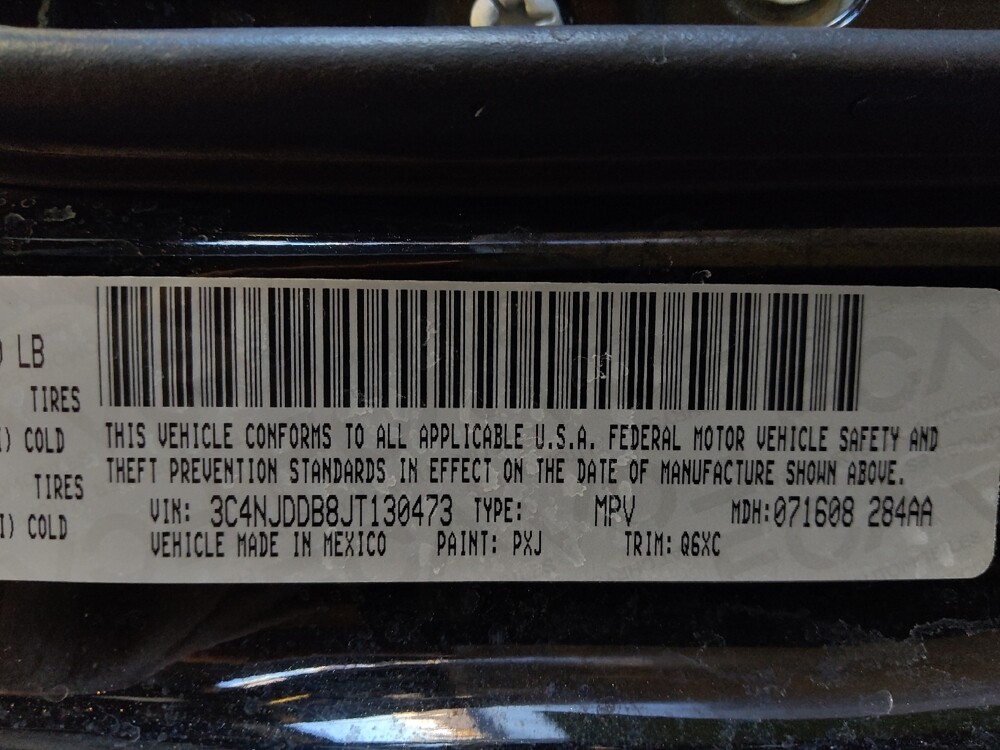 ) LB
TIRES
I) COLD
TIRES
I) COLD
THIS VEHICLE CONFORMS TO ALL APPLICABLE U.S.A. FEDERAL MOTOR VEHICLE SAFETY AND
THEFT PREVENTION STANDARDS IN EFFECT ON THE DATE OF MANUFACTURE SHOWN ABOVE.
VIN: 3C4NJDDB8JT130473 TYPE: MPV MDH:071608 284AA
VEHICLE MADE IN MEXICO PAINT: PXJ TRIM: Q6XC